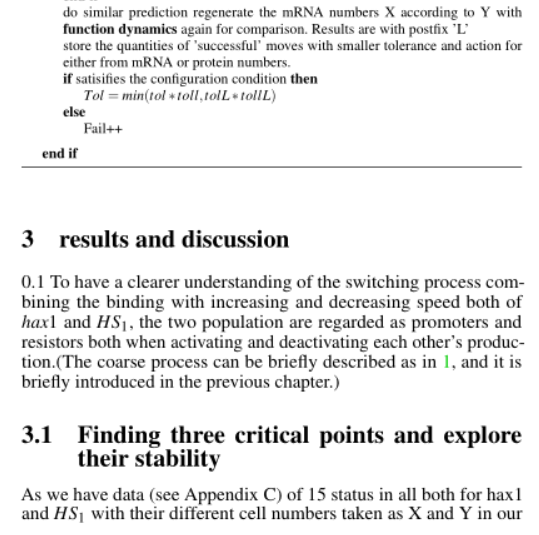 do similar prediction regenerate the mRNA numbers X according to Y with
function dynamics again for comparison. Results are with postfix 'L'
store the quantities of 'successful' moves with smaller tolerance and action for
either from mRNA or protein numbers.
if satisifies the configuration condition then
Tol = min(tol∗toll,tolL∗tollL)
else
Fail++
end if
3 results and discussion
0.1 To have a clearer understanding of the switching process com-
bining the binding with increasing and decreasing speed both of
hax1 and HS₁, the two population are regarded as promoters and
resistors both when activating and deactivating each other's produc-
tion.(The coarse process can be briefly described as in 1, and it is
briefly introduced in the previous chapter.)
3.1 Finding three critical points and explore
their stability
As we have data (see Appendix C) of 15 status in all both for hax1
and HS₁ with their different cell numbers taken as X and Y in our